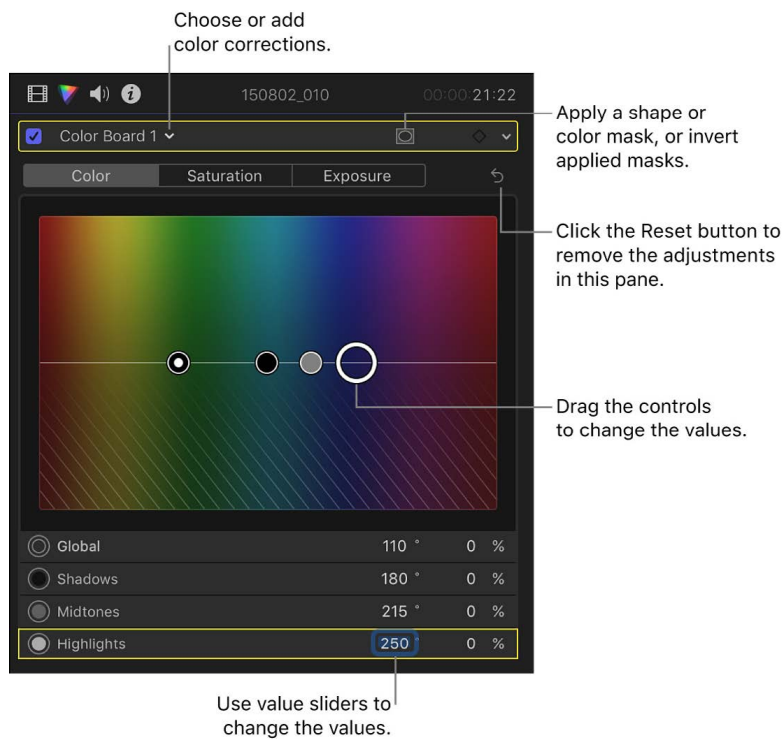 Choose or add
color corrections.
150802_010
00:00:21:22
Color Board 1
Apply a shape or
color mask, or invert
applied masks.
Color
Saturation
Exposure
Click the Reset button to
remove the adjustments
in this pane.
Drag the controls
to change the values.
Global 110 ° 0 %
Shadows 180 ° 0 %
Midtones 215 ° 0 %
Highlights 250 ° 0 %
Use value sliders to
change the values.